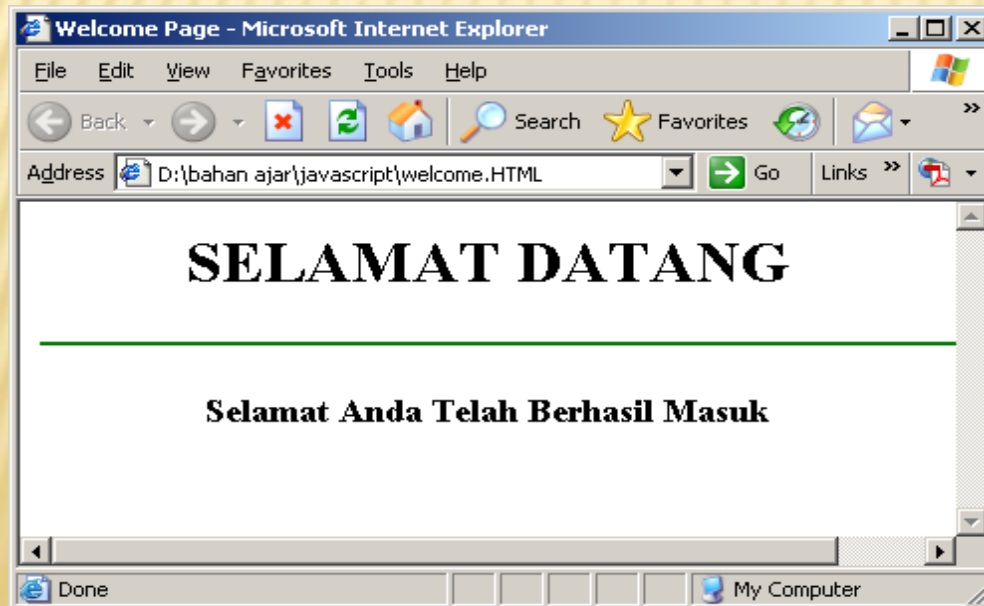 Welcome Page - Microsoft Internet Explorer
File Edit View Favorites Tools Help
Back Search Favorites »
Address D:\bahan ajar\javascript\welcome.HTML Go Links »
SELAMAT DATANG
Selamat Anda Telah Berhasil Masuk
Done My Computer